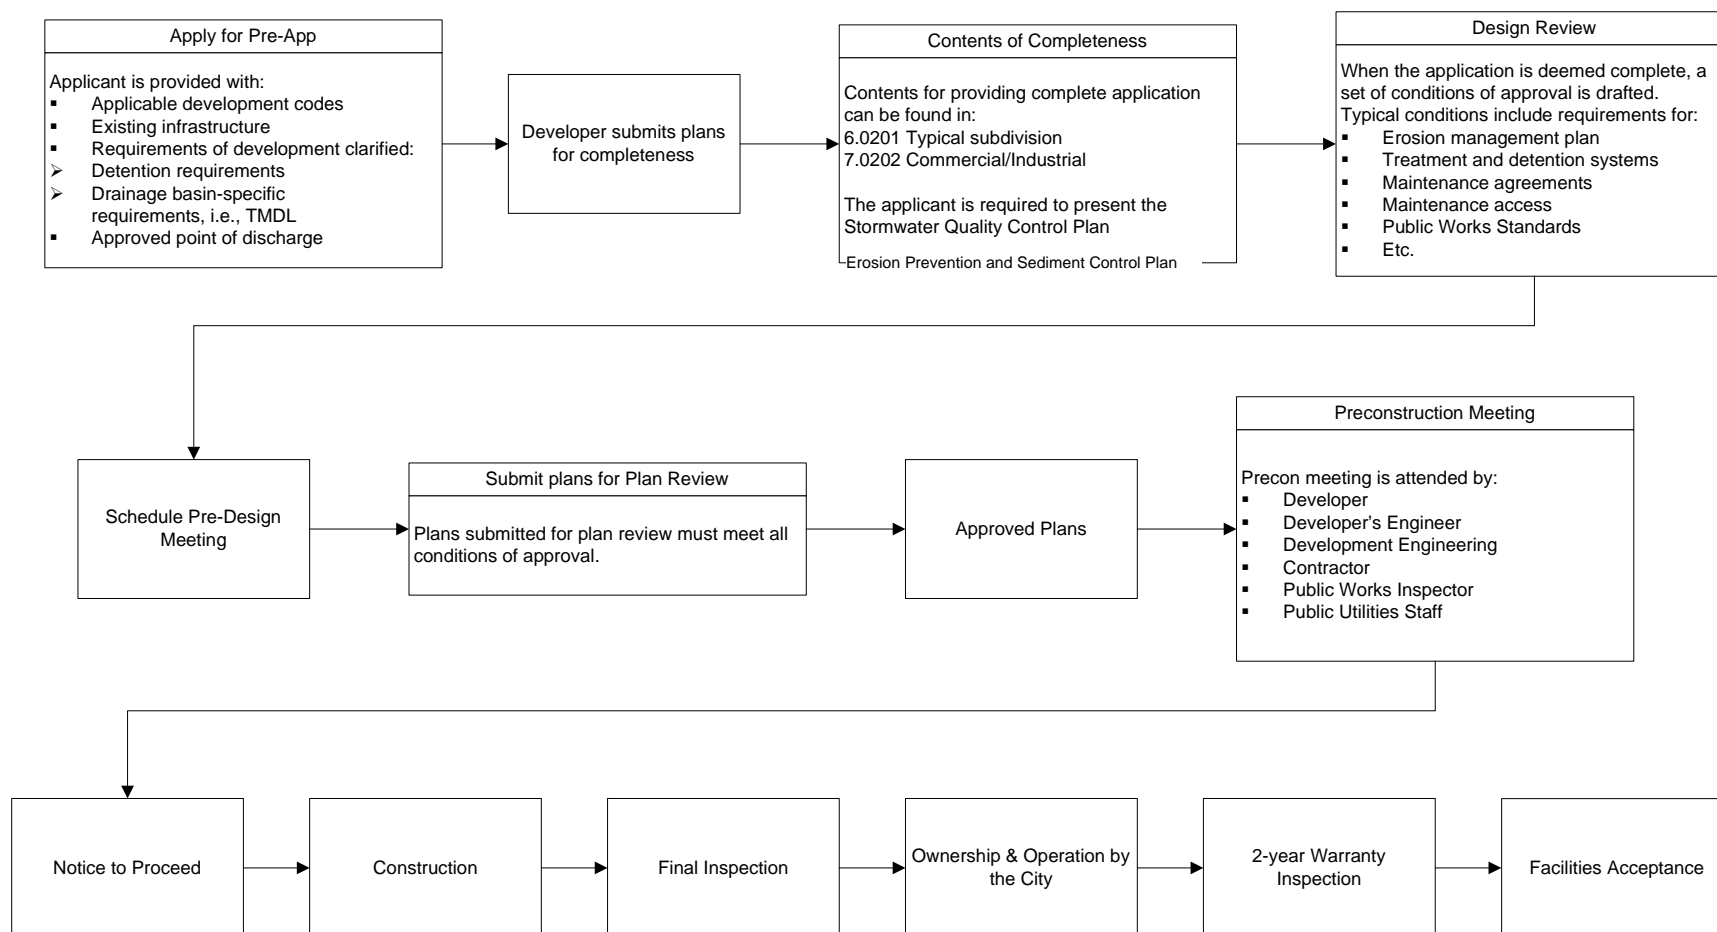 Apply for Pre-App
Applicant is provided with:
▪ Applicable development codes
▪ Existing infrastructure
▪ Requirements of development clarified:
➢ Detention requirements
➢ Drainage basin-specific
requirements, i.e., TMDL
▪ Approved point of discharge
Developer submits plans
for completeness
Contents of Completeness
Contents for providing complete application
can be found in:
6.0201 Typical subdivision
7.0202 Commercial/Industrial
The applicant is required to present the
Stormwater Quality Control Plan
Erosion Prevention and Sediment Control Plan
Design Review
When the application is deemed complete, a
set of conditions of approval is drafted.
Typical conditions include requirements for:
▪ Erosion management plan
▪ Treatment and detention systems
▪ Maintenance agreements
▪ Maintenance access
▪ Public Works Standards
▪ Etc.
Schedule Pre-Design
Meeting
Submit plans for Plan Review
Plans submitted for plan review must meet all
conditions of approval.
Approved Plans
Preconstruction Meeting
Precon meeting is attended by:
▪ Developer
▪ Developer’s Engineer
▪ Development Engineering
▪ Contractor
▪ Public Works Inspector
▪ Public Utilities Staff
Notice to Proceed
Construction
Final Inspection
Ownership & Operation by
the City
2-year Warranty
Inspection
Facilities Acceptance